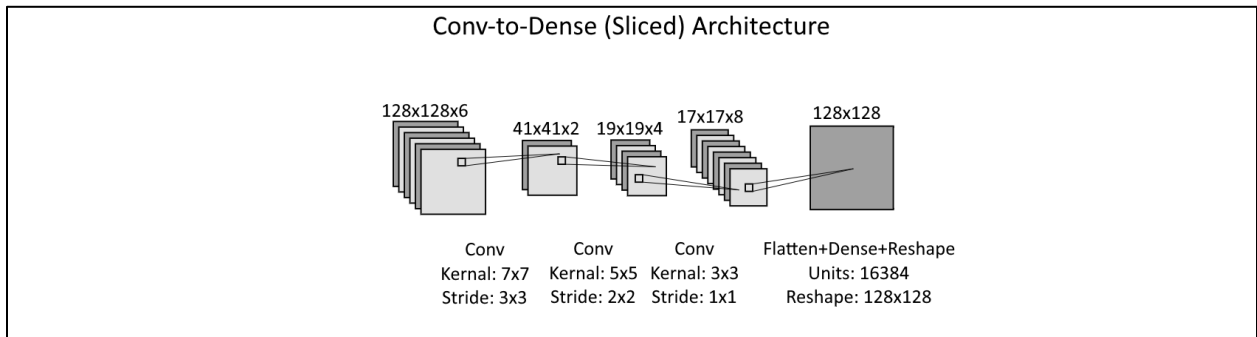 Conv-to-Dense (Sliced) Architecture
128x128x6
41x41x2
19x19x4
17x17x8
128x128
Conv
Kernal: 7x7
Stride: 3x3
Conv
Kernal: 5x5
Stride: 2x2
Conv
Kernal: 3x3
Stride: 1x1
Flatten+Dense+Reshape
Units: 16384
Reshape: 128x128